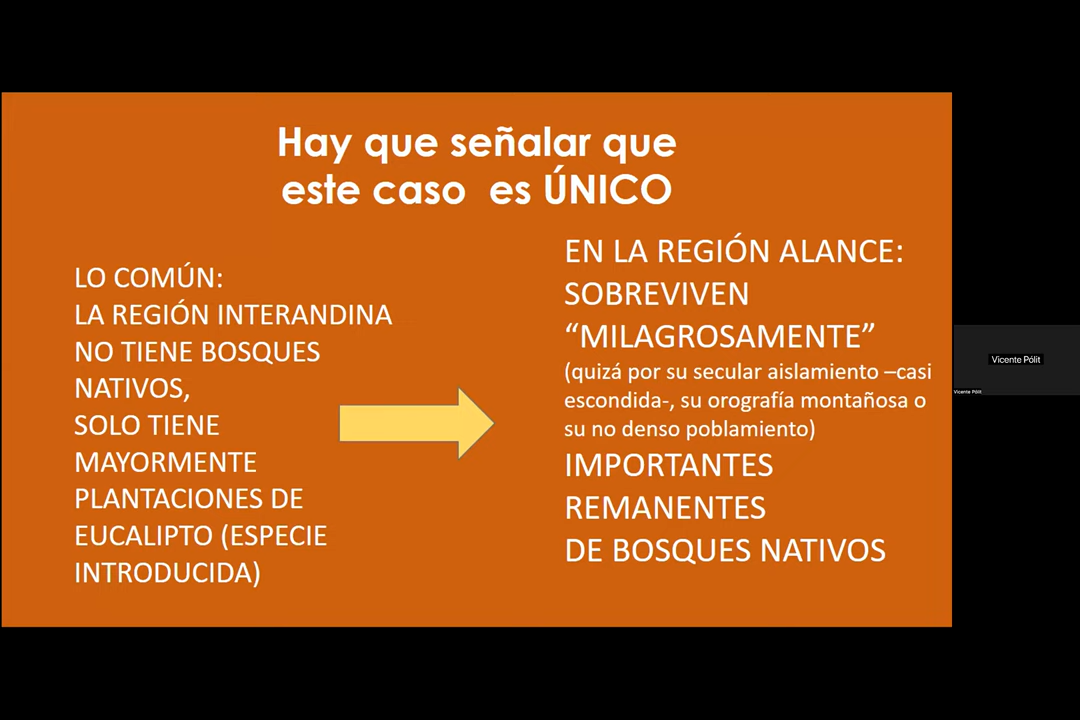 Hay que señalar que
este caso es ÚNICO
LO COMÚN:
LA REGIÓN INTERANDINA
NO TIENE BOSQUES
NATIVOS,
SOLO TIENE
MAYORMENTE
PLANTACIONES DE
EUCALIPTO (ESPECIE
INTRODUCIDA)
EN LA REGIÓN ALANCE:
SOBREVIVEN
“MILAGROSAMENTE”
(quizá por su secular aislamiento –casi
escondida-, su orografía montañosa o
su no denso poblamiento)
IMPORTANTES
REMANENTES
DE BOSQUES NATIVOS
Vicente Pólit
Vicente Pólit